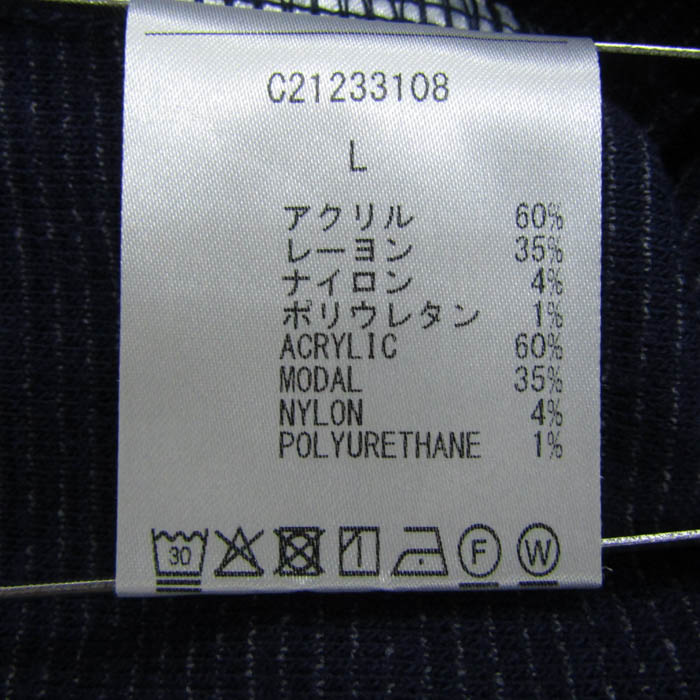 C21233108
L
アクリル 60%
レーヨン 35%
ナイロン 4%
ポリウレタン 1%
ACRYLIC 60%
MODAL 35%
NYLON 4%
POLYURETHANE 1%
30 F W